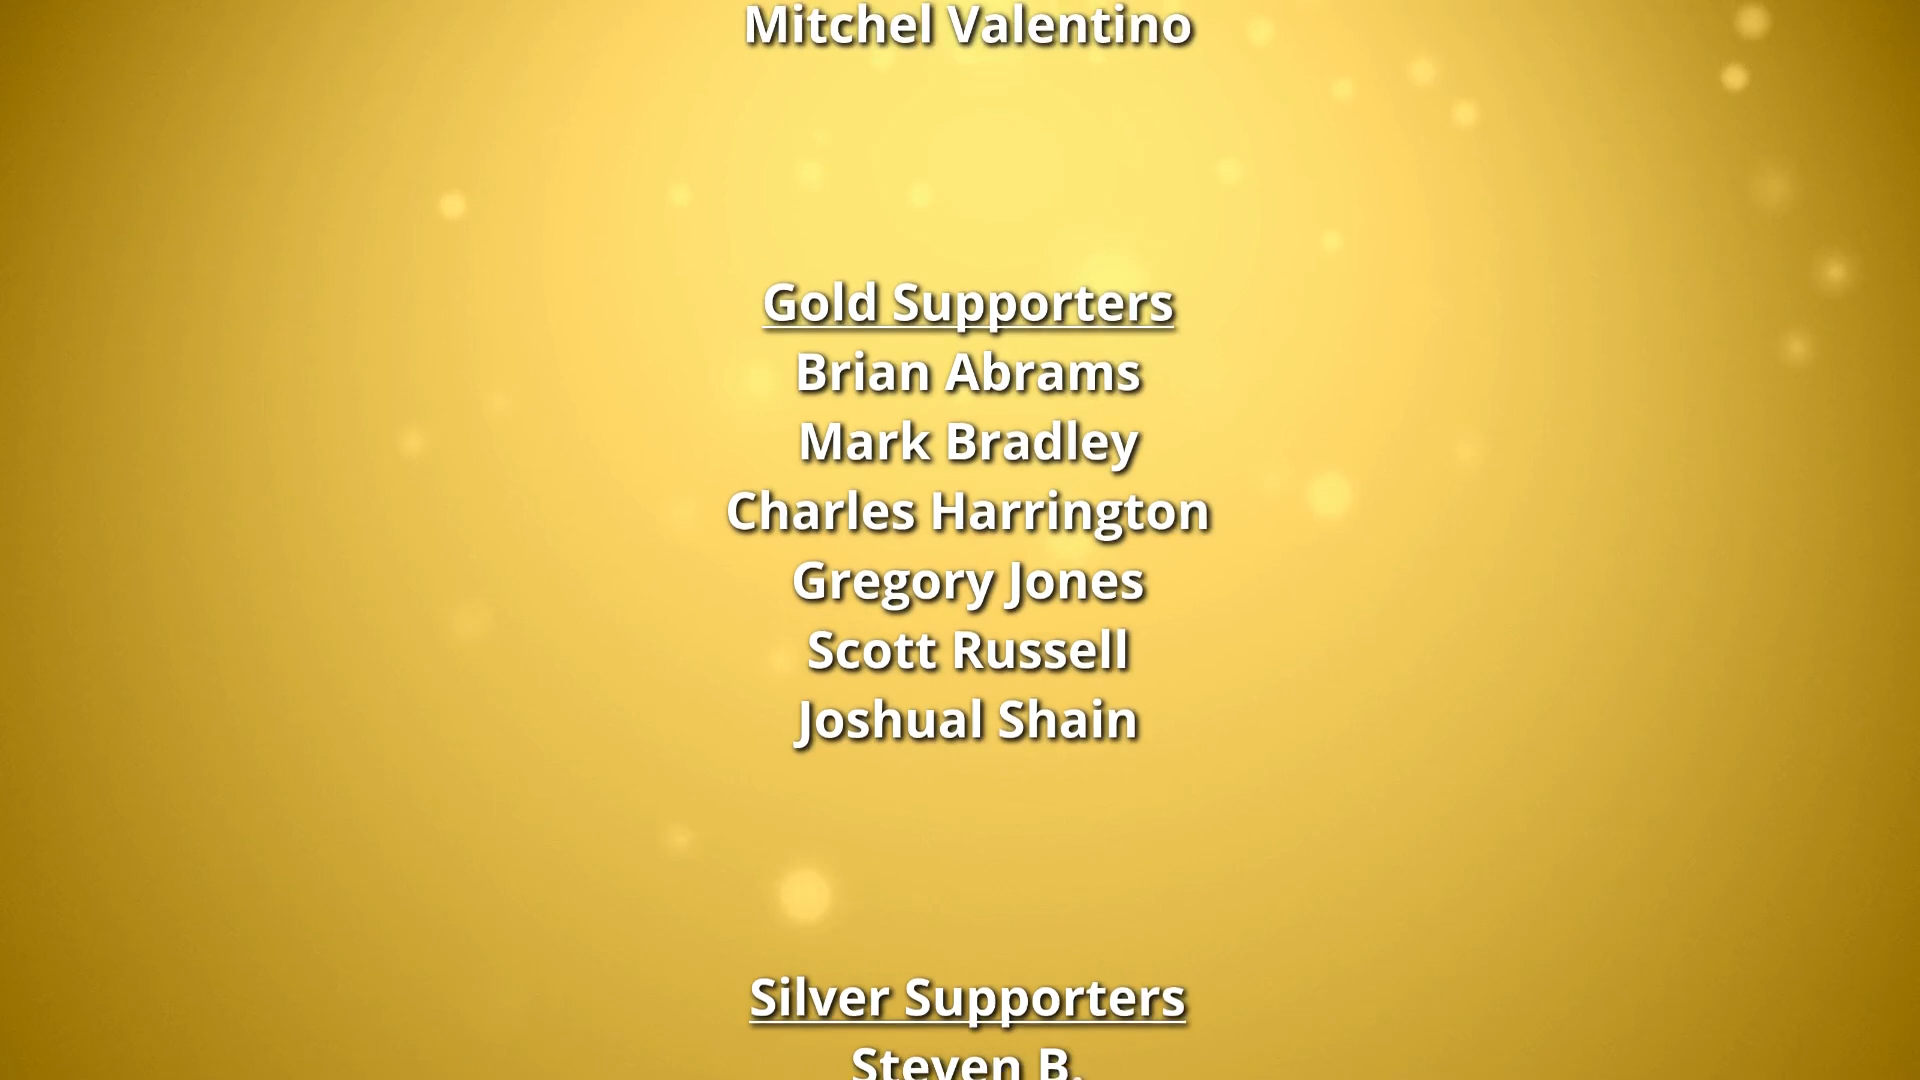 Mitchel Valentino
Gold Supporters
Brian Abrams
Mark Bradley
Charles Harrington
Gregory Jones
Scott Russell
Joshual Shain
Silver Supporters
Steven B.